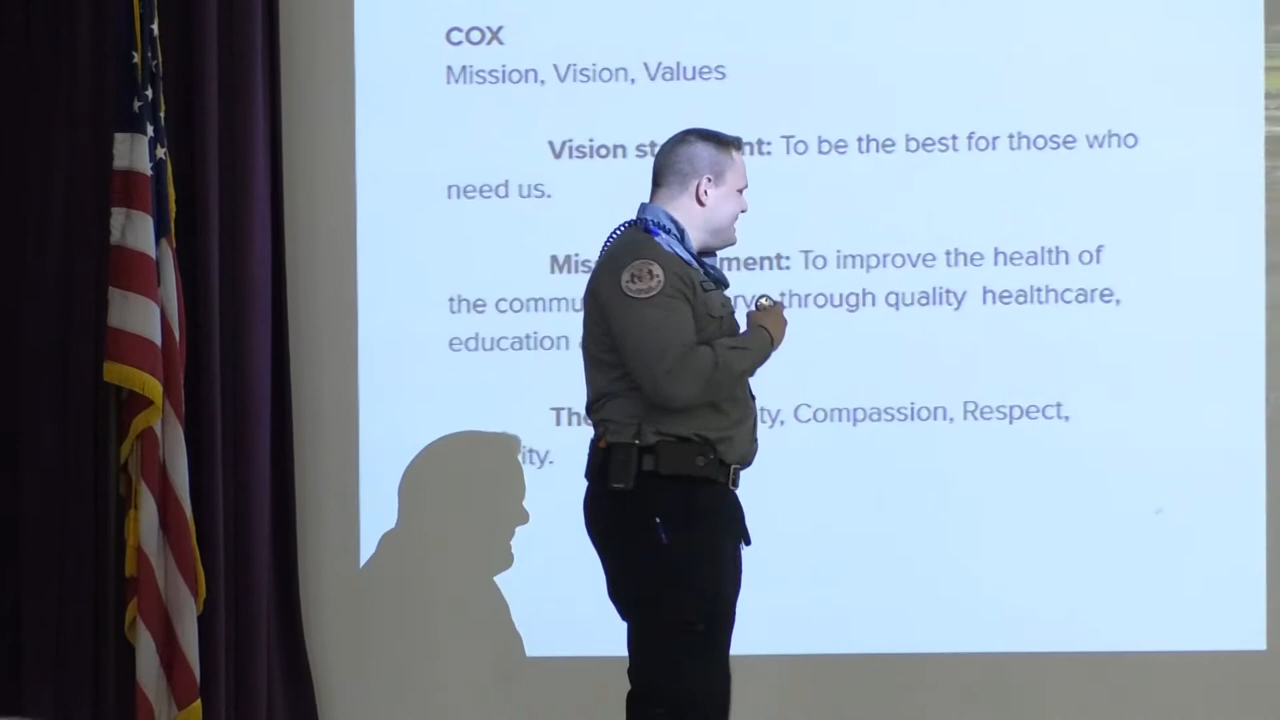 COX
Mission, Vision, Values
Vision st nt: To be the best for those who
need us.
Mis ment: To improve the health of
the commu rve through quality healthcare,
education
The ty, Compassion, Respect,
ity.